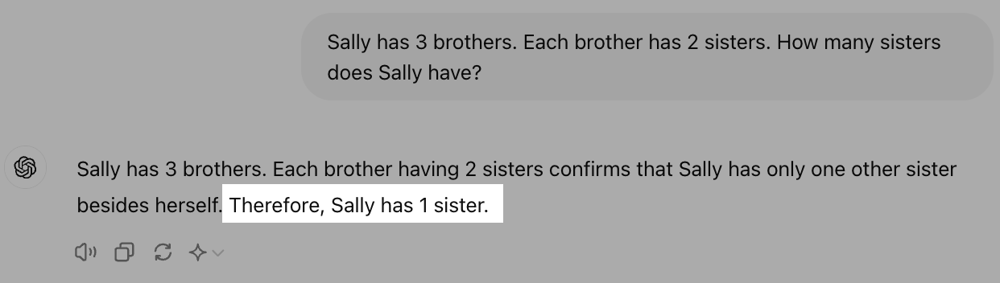 Sally has 3 brothers. Each brother has 2 sisters. How many sisters
does Sally have?
Sally has 3 brothers. Each brother having 2 sisters confirms that Sally has only one other sister
besides herself. Therefore, Sally has 1 sister.